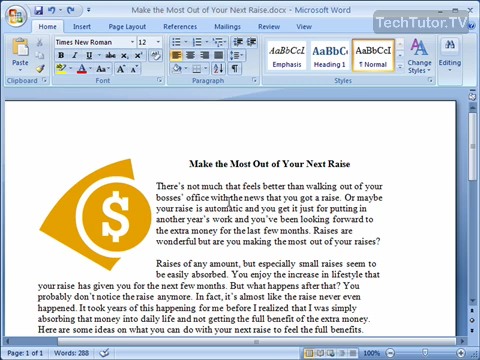 Make the Most Out of Your Next Raise.docx - Microsoft Word
TechTutor.TV
Home Insert Page Layout References Mailings Review View
Times New Roman 12
Paste
AaBbCcI AaBbCc AaBbCcI
Emphasis Heading 1 ¶ Normal
Change Styles
Editing
Clipboard Font Paragraph Styles
Make the Most Out of Your Next Raise
There's not much that feels better than walking out of your
bosses' office with the news that you got a raise. Or maybe
your raise is automatic and you get it just for putting in
another year's work and you've been looking forward to
the extra money for the last few months. Raises are
wonderful but are you making the most out of your raises?
$
Raises of any amount, but especially small raises seem to
be easily absorbed. You enjoy the increase in lifestyle that
your raise has given you for the next few months. But what happens after that? You
probably don't notice the raise anymore. In fact, it's almost like the raise never even
happened. It took years of this happening for me before I realized that I was simply
absorbing that money into daily life and not getting the full benefit of the extra money.
Here are some ideas on what you can do with your next raise to feel the full benefits.
Page: 1 of 1 Words: 288 100%